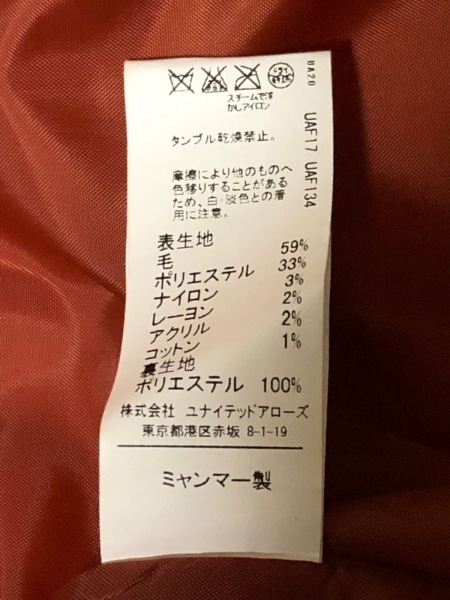 UA20
UAF17 UAF134
スチームで浮
かしアイロン
タンブル乾燥禁止。
摩擦により他のものへ
色移りすることがある
ため、白・淡色との着
用に注意。
表生地
毛 59%
ポリエステル 33%
ナイロン 3%
レーヨン 2%
アクリル 2%
コットン 1%
裏生地
ポリエステル 100%
株式会社 ユナイテッドアローズ
東京都港区赤坂 8-1-19
ミャンマー製